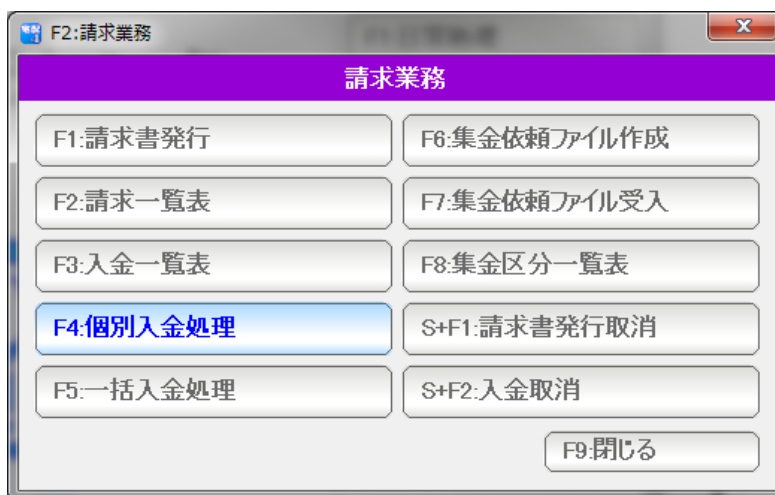 F2:請求業務
請求業務
F1:請求書発行
F2:請求一覧表
F3:入金一覧表
F4:個別入金処理
F5:一括入金処理
F6:集金依頼ファイル作成
F7:集金依頼ファイル受入
F8:集金区分一覧表
S+F1:請求書発行取消
S+F2:入金取消
F9:閉じる